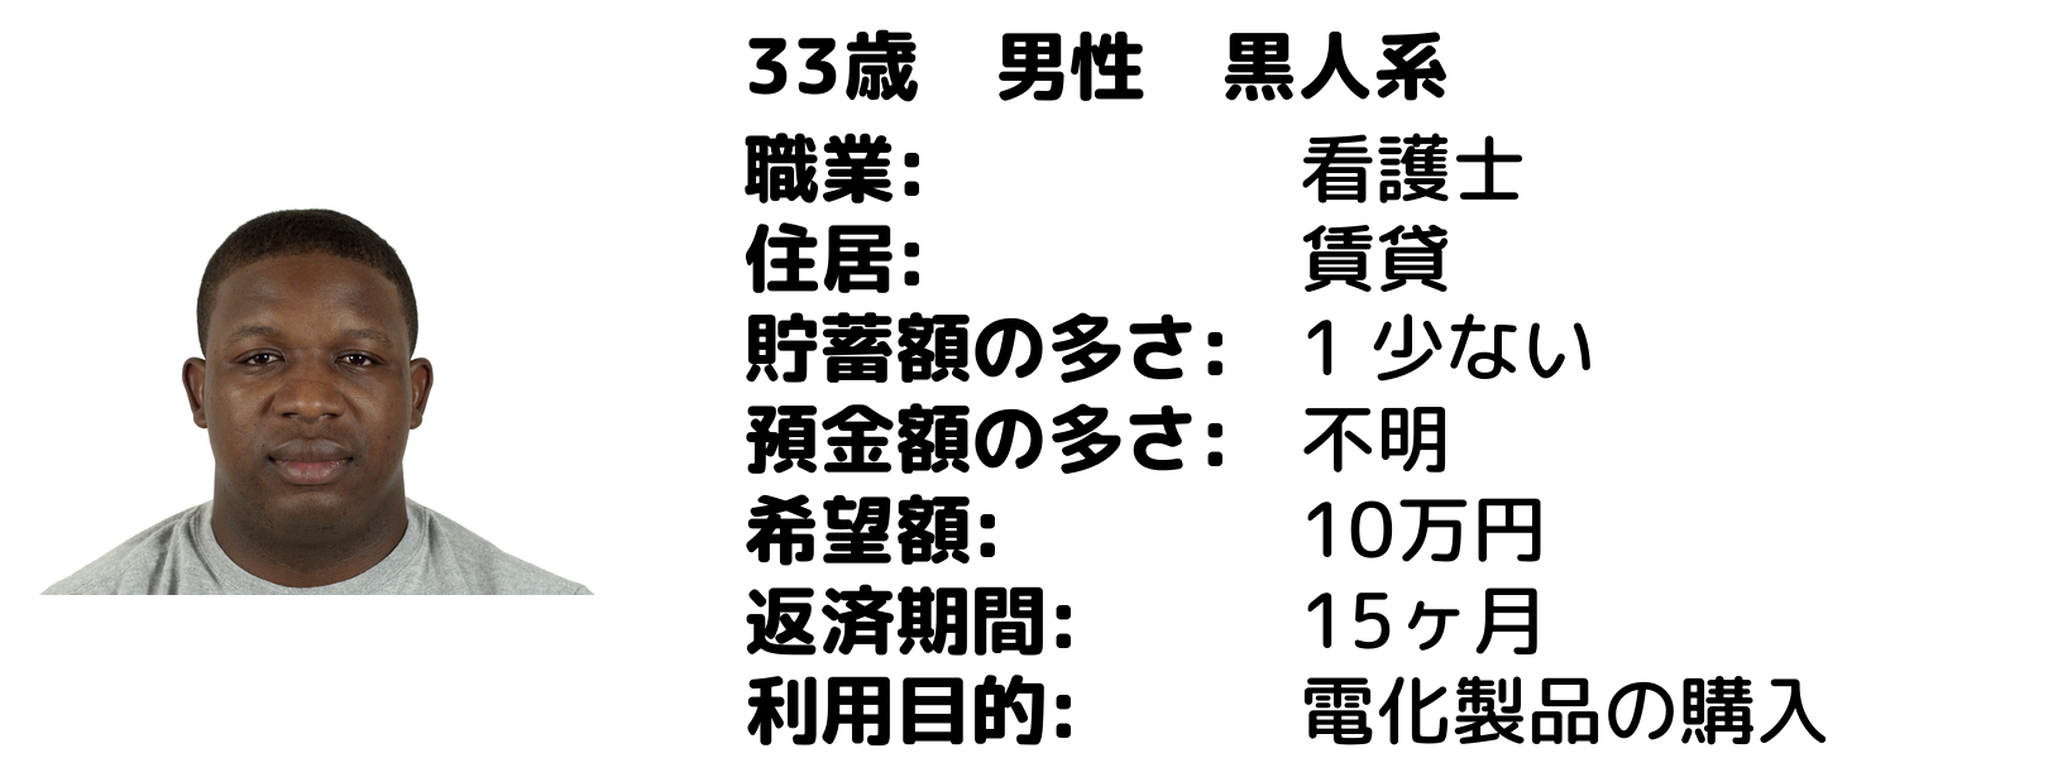 33歳　男性　黒人系
職業: 看護士
住居: 賃貸
貯蓄額の多さ: 1 少ない
預金額の多さ: 不明
希望額: 10万円
返済期間: 15ヶ月
利用目的: 電化製品の購入